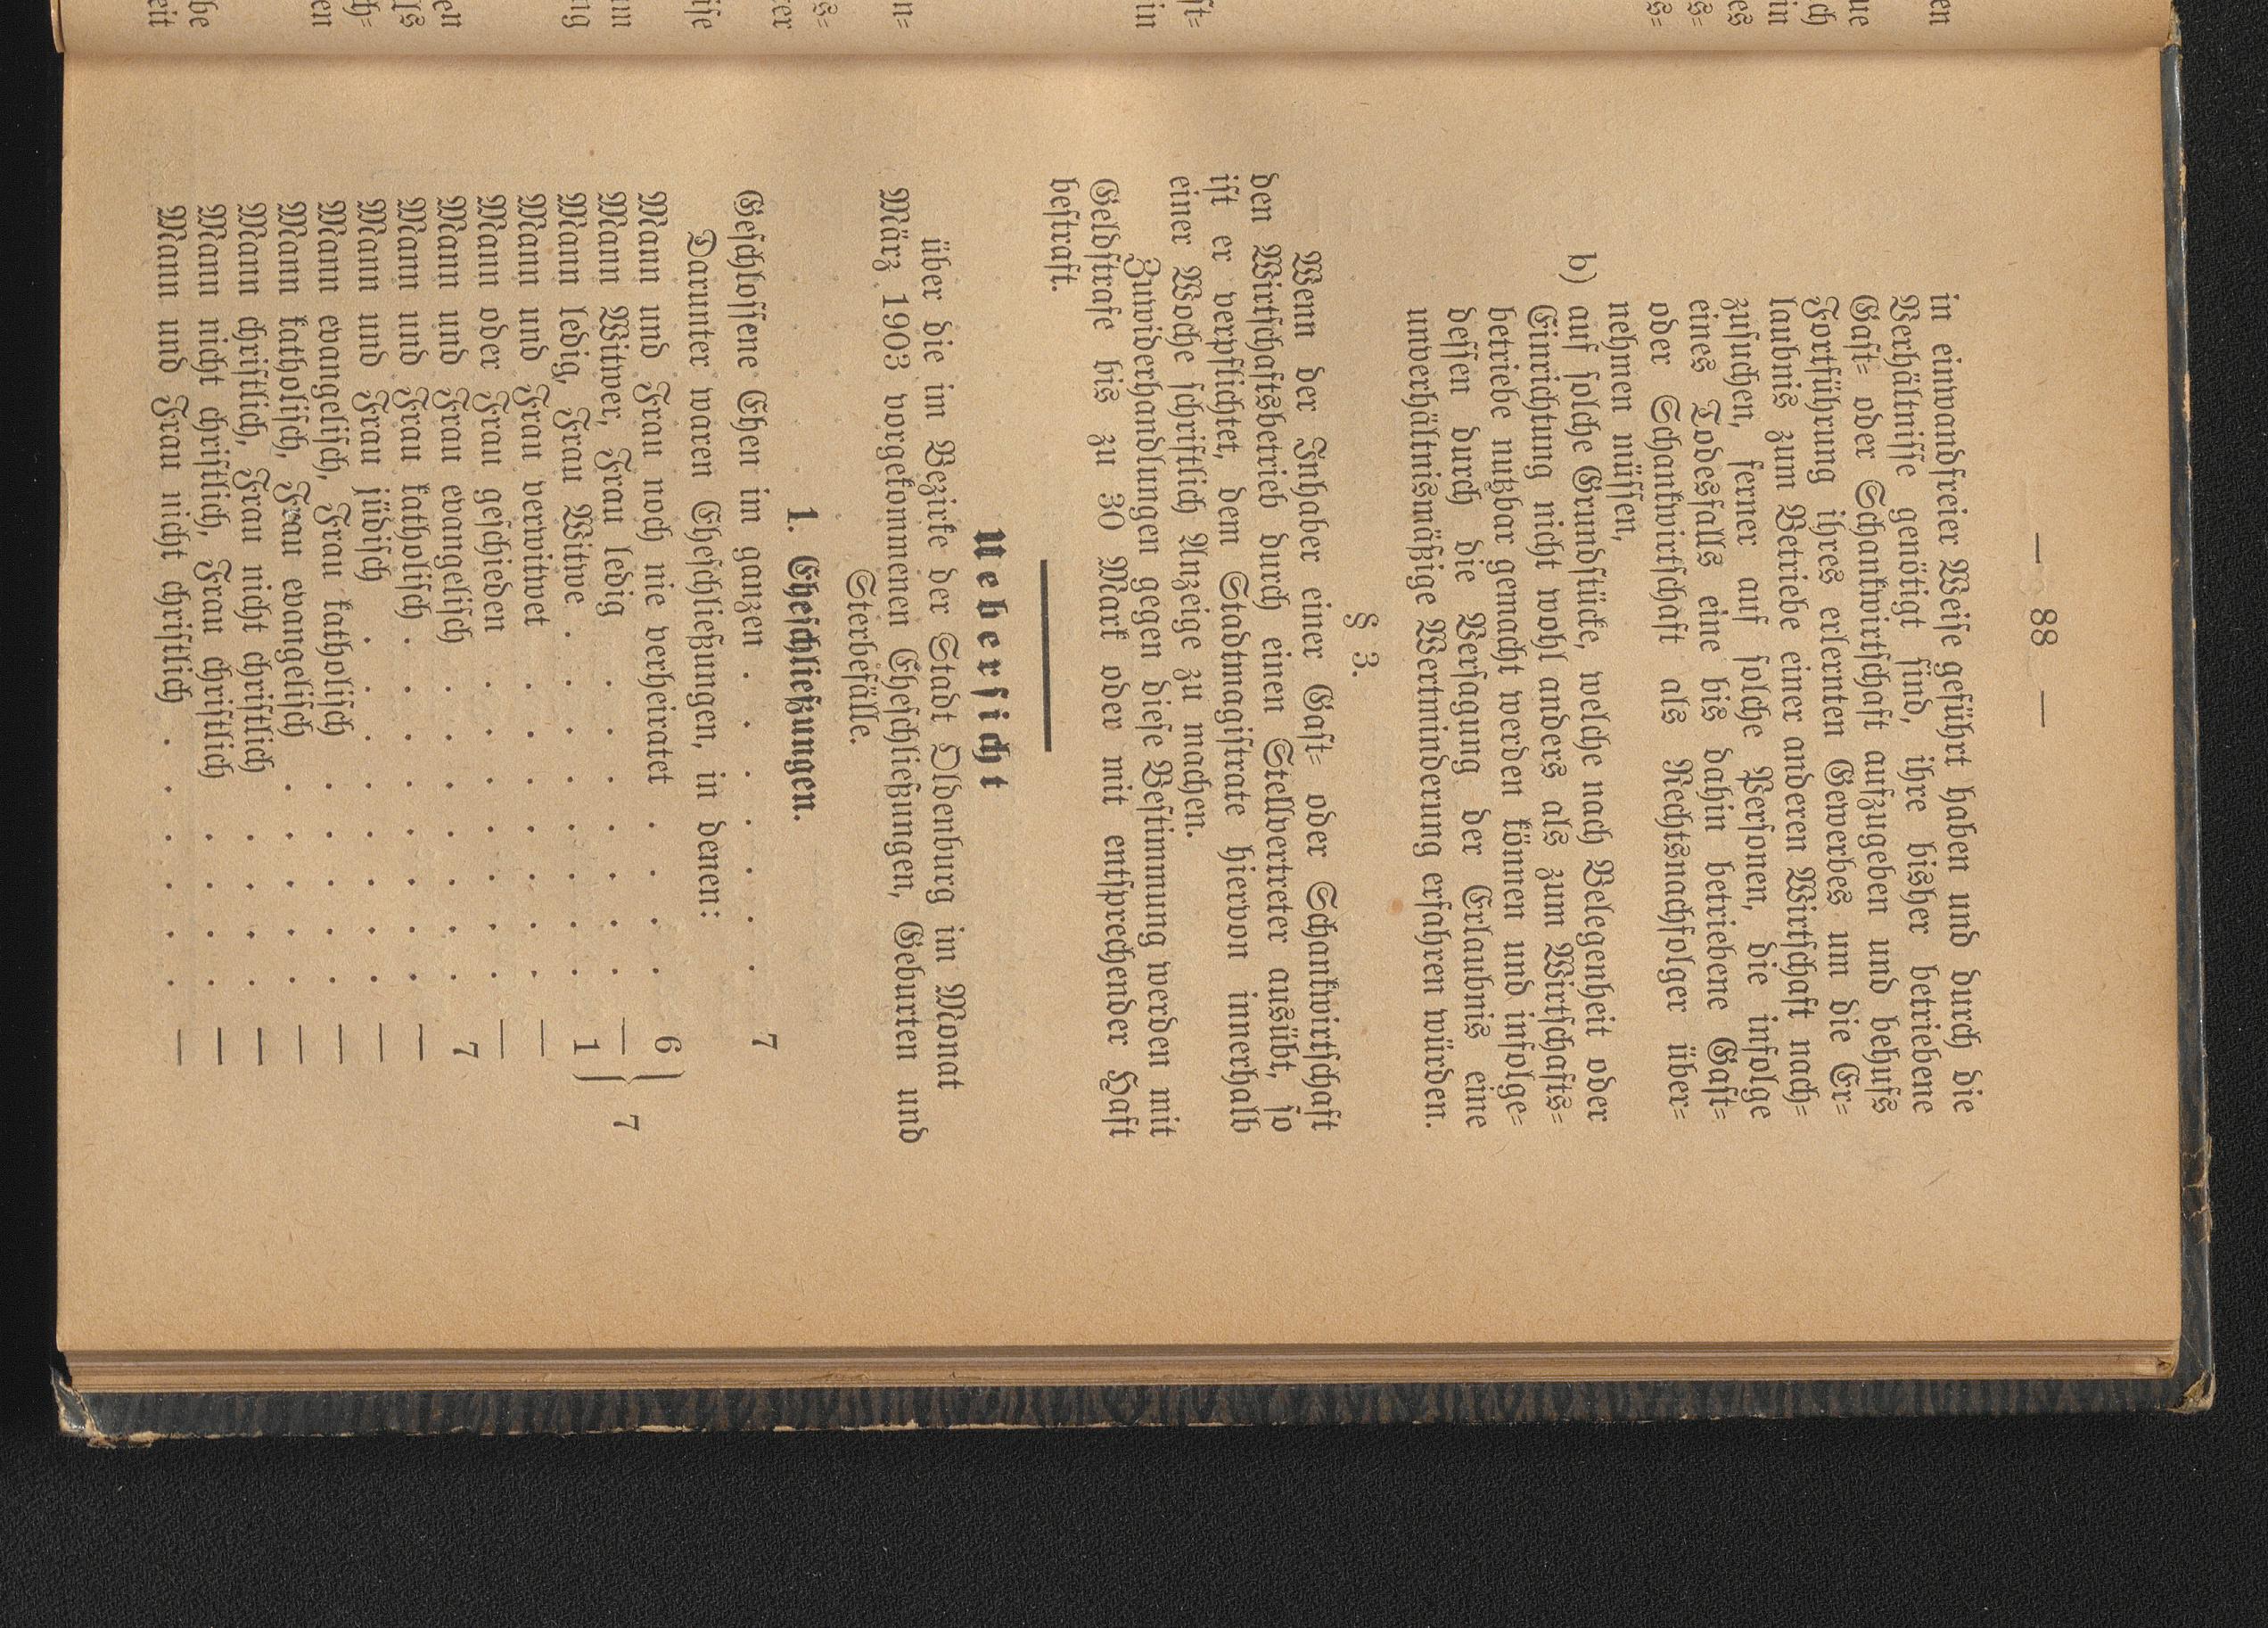 — 88 —
in einwandfreier Weise geführt haben und durch die
Verhältnisse genötigt sind, ihre bisher betriebene
Gast= oder Schankwirtschaft aufzugeben und behufs
Fortführung ihres erlernten Gewerbes um die Er=
laubnis zum Betriebe einer anderen Wirtschaft nach=
zusuchen, ferner auf solche Personen, die infolge
eines Todesfalls eine bis dahin betriebene Gast=
oder Schankwirtschaft als Rechtsnachfolger über=
nehmen müssen,
b) auf solche Grundstücke, welche nach Belegenheit oder
Einrichtung nicht wohl anders als zum Wirtschafts=
betriebe nutzbar gemacht werden können und infolge=
dessen durch die Versagung der Erlaubnis eine
unverhältnismäßige Wertminderung erfahren würden.
§ 3.
Wenn der Inhaber einer Gast= oder Schankwirtschaft
den Wirtschaftsbetrieb durch einen Stellvertreter ausübt, so
ist er verpflichtet, dem Stadtmagistrate hiervon innerhalb
einer Woche schriftlich Anzeige zu machen.
Zuwiderhandlungen gegen diese Bestimmung werden mit
Geldstrafe bis zu 30 Mark oder mit entsprechender Haft
bestraft.
Uebersicht
über die im Bezirke der Stadt Oldenburg im Monat
März 1903 vorgekommenen Eheschließungen, Geburten und
Sterbefälle.
1. Eheschließungen.
Geschlossene Ehen im ganzen . . . . . . . 7
Darunter waren Eheschließungen, in denen:
Mann und Frau noch nie verheiratet . . . . 6
Mann Witwer, Frau ledig . . . . . . . — } 7
Mann ledig, Frau Witwe . . . . . . . . 1
Mann und Frau verwitwet . . . . . . . —
Mann oder Frau geschieden . . . . . . . —
Mann und Frau evangelisch . . . . . . . 7
Mann und Frau katholisch . . . . . . . . —
Mann und Frau jüdisch . . . . . . . . —
Mann evangelisch, Frau katholisch . . . . . —
Mann katholisch, Frau evangelisch . . . . . —
Mann christlich, Frau nicht christlich . . . . —
Mann nicht christlich, Frau christlich . . . . —
Mann und Frau nicht christlich . . . . . . —